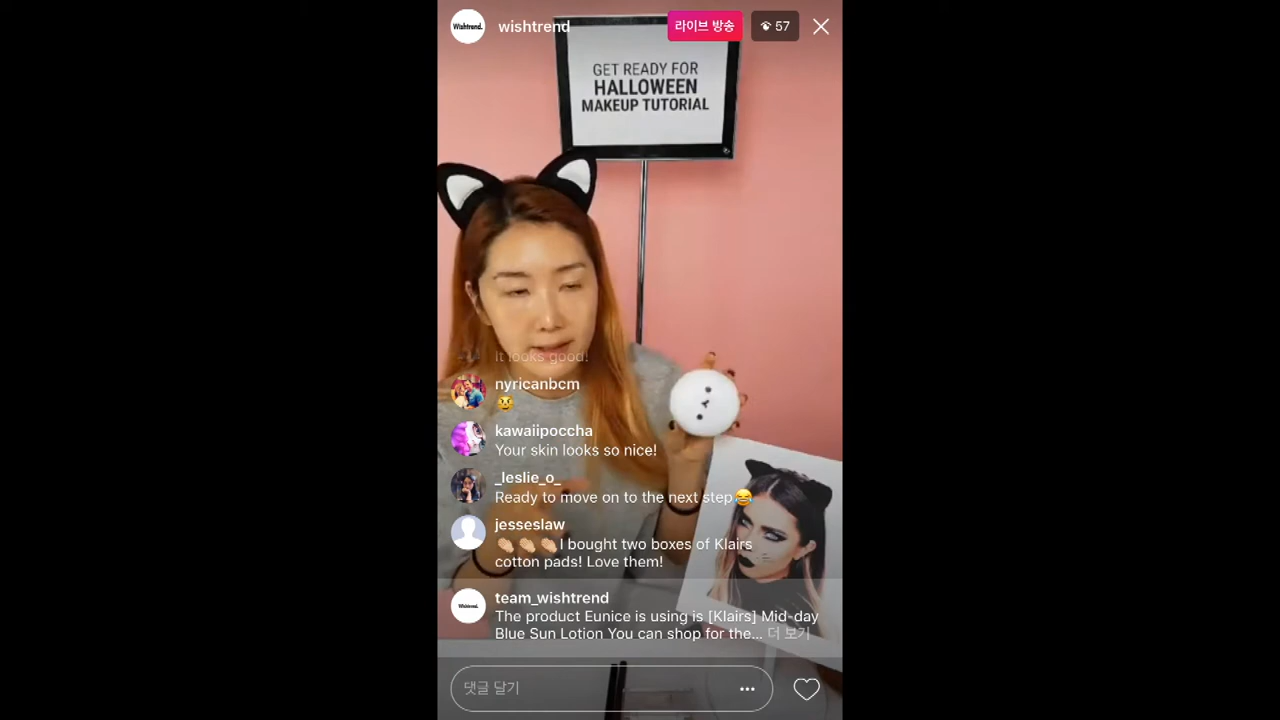 Wishtrend.
wishtrend
라이브 방송
57
GET READY FOR
HALLOWEEN
MAKEUP TUTORIAL
It looks good!
nyricanbcm
😼
kawaiipoccha
Your skin looks so nice!
_leslie_o_
Ready to move on to the next step😂
jesseslaw
👏🏻👏🏻👏🏻I bought two boxes of Klairs
cotton pads! Love them!
Wishtrend.
team_wishtrend
The product Eunice is using is [Klairs] Mid-day
Blue Sun Lotion You can shop for the... 더 보기
댓글 달기